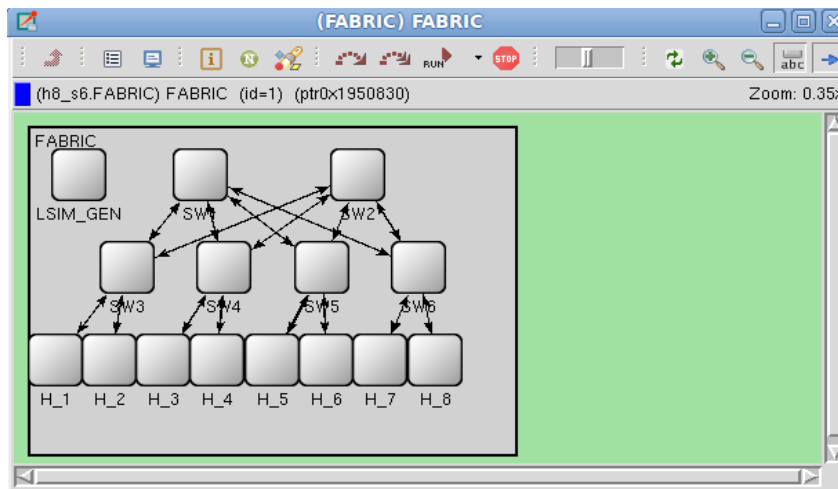 (FABRIC) FABRIC
i N RUN STOP abc
(h8_s6.FABRIC) FABRIC (id=1) (ptr0x1950830) Zoom: 0.35x
FABRIC
LSIM_GEN SW1 SW2
SW3 SW4 SW5 SW6
H_1 H_2 H_3 H_4 H_5 H_6 H_7 H_8